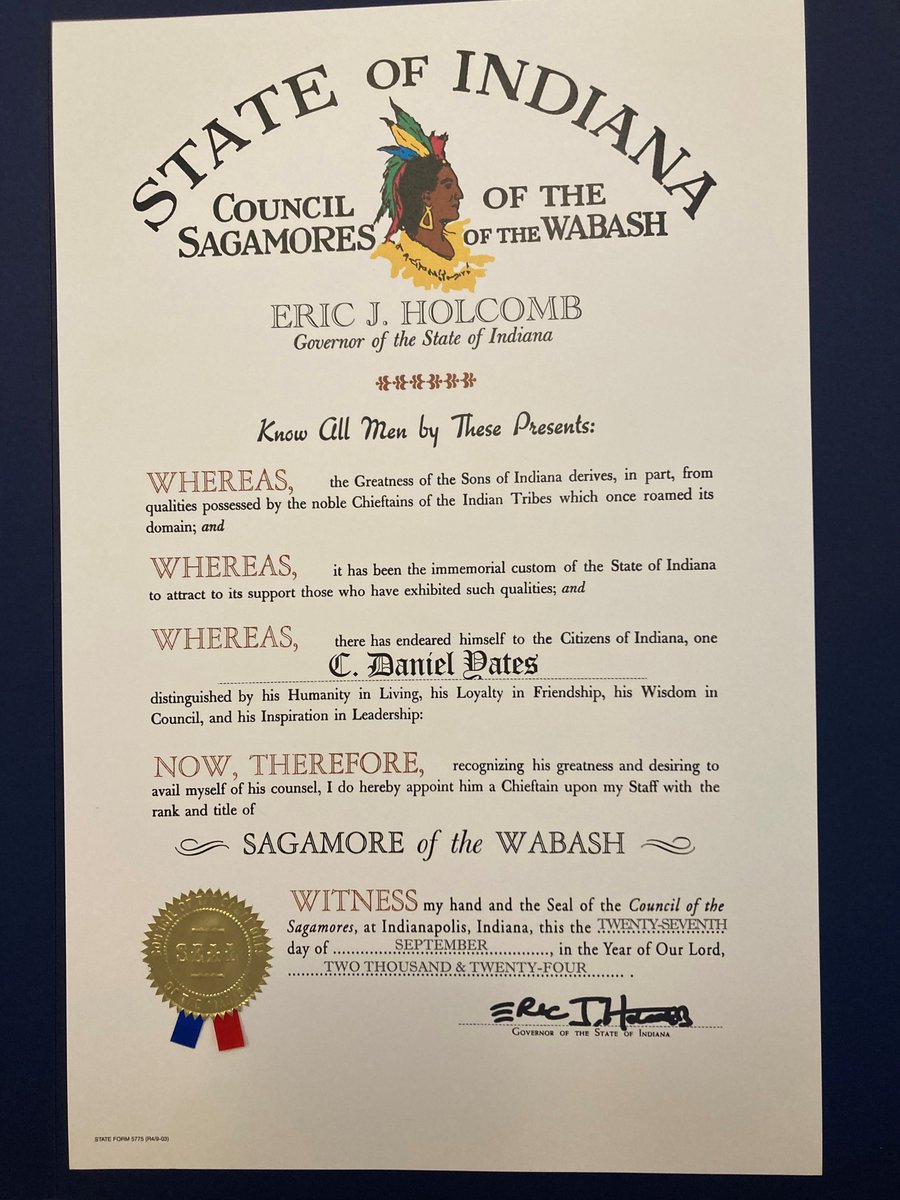 STATE OF INDIANA
COUNCIL OF THE
SAGAMORES OF THE WABASH
ERIC J. HOLCOMB
Governor of the State of Indiana
Know All Men by These Presents:
WHEREAS, the Greatness of the Sons of Indiana derives, in part, from
qualities possessed by the noble Chieftains of the Indian Tribes which once roamed its
domain; and
WHEREAS, it has been the immemorial custom of the State of Indiana
to attract to its support those who have exhibited such qualities; and
WHEREAS, there has endeared himself to the Citizens of Indiana, one
C. Daniel Yates
distinguished by his Humanity in Living, his Loyalty in Friendship, his Wisdom in
Council, and his Inspiration in Leadership:
NOW, THEREFORE, recognizing his greatness and desiring to
avail myself of his counsel, I do hereby appoint him a Chieftain upon my Staff with the
rank and title of
SAGAMORE of the WABASH
WITNESS my hand and the Seal of the Council of the
Sagamores, at Indianapolis, Indiana, this the TWENTY-SEVENTH
day of SEPTEMBER, in the Year of Our Lord,
TWO THOUSAND & TWENTY-FOUR.
SEAL
Eric J. Holcomb
GOVERNOR OF THE STATE OF INDIANA
STATE FORM 5775 (R4/9-03)